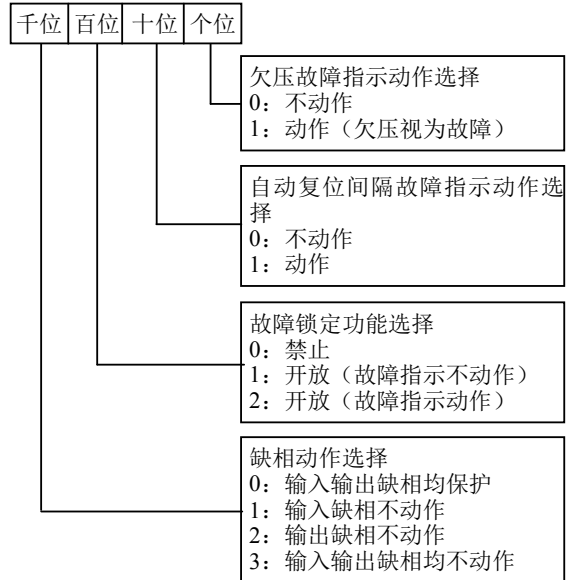 千位 百位 十位 个位
欠压故障指示动作选择
0：不动作
1：动作（欠压视为故障）
自动复位间隔故障指示动作选
择
0：不动作
1：动作
故障锁定功能选择
0：禁止
1：开放（故障指示不动作）
2：开放（故障指示动作）
缺相动作选择
0：输入输出缺相均保护
1：输入缺相不动作
2：输出缺相不动作
3：输入输出缺相均不动作